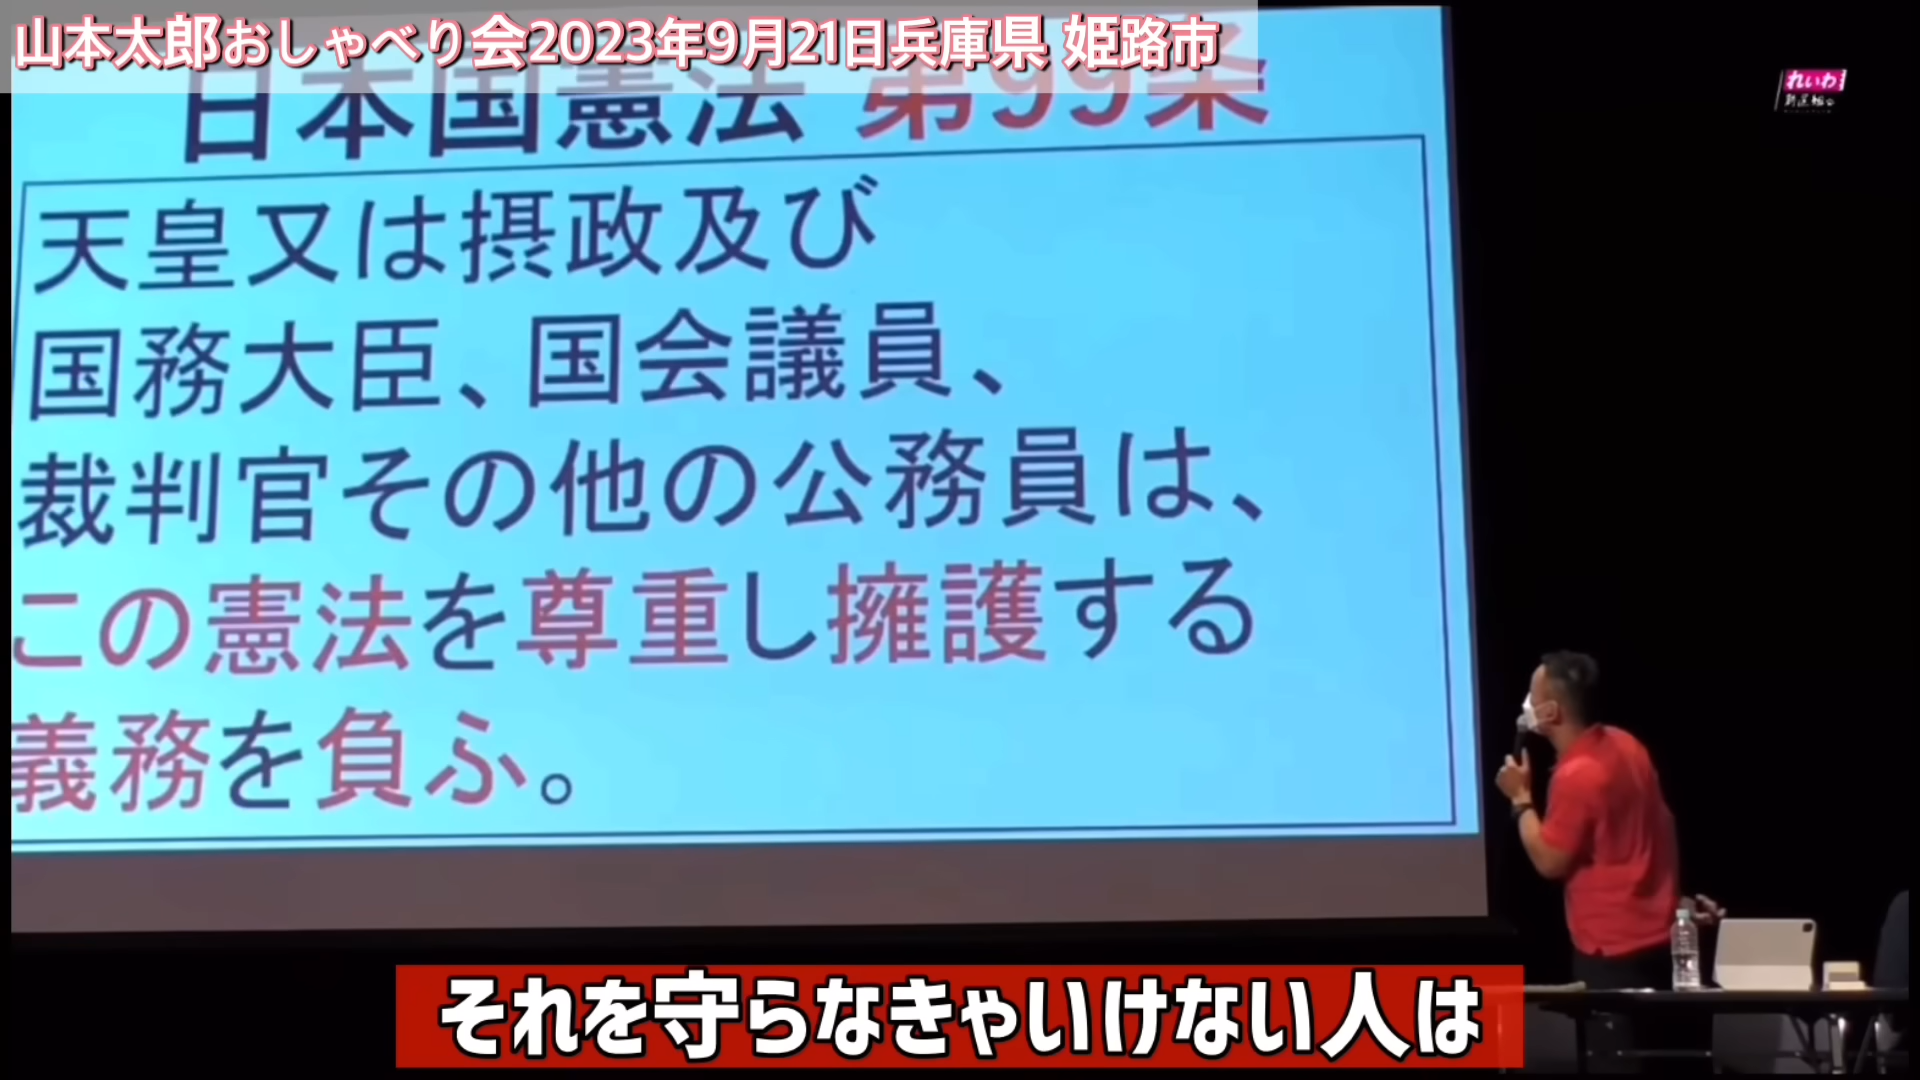 山本太郎おしゃべり会2023年9月21日兵庫県 姫路市
れいわ
日本国憲法 第99条
天皇又は摂政及び
国務大臣、国会議員、
裁判官その他の公務員は、
この憲法を尊重し擁護する
義務を負ふ。
それを守らなきゃいけない人は